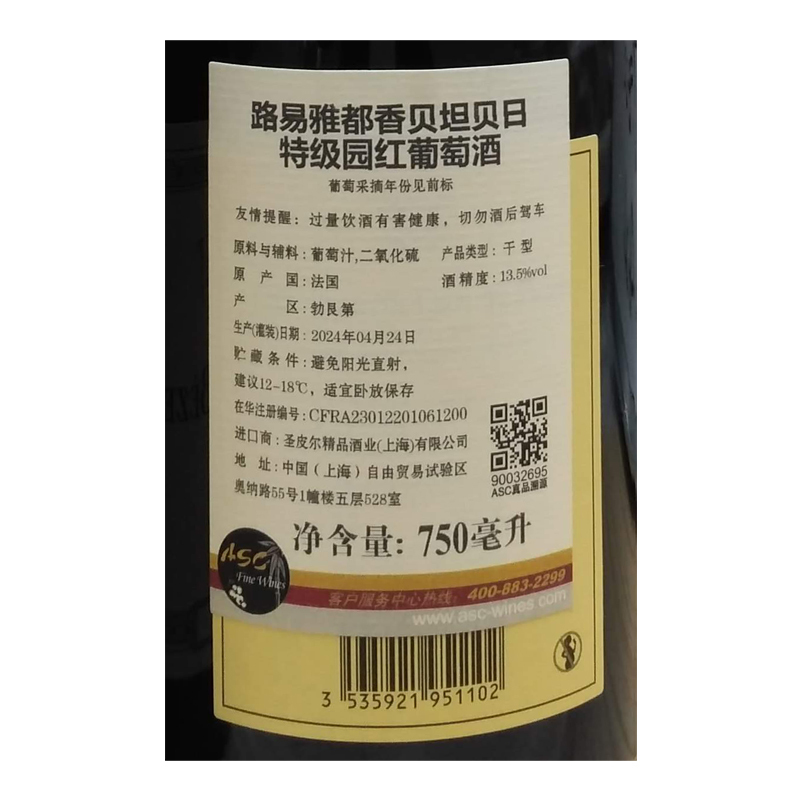 路易雅都香贝坦贝日
特级园红葡萄酒
葡萄采摘年份见前标
友情提醒：过量饮酒有害健康，切勿酒后驾车
原料与辅料：葡萄汁,二氧化硫 产品类型：干 型
原 产 国：法国 酒精度：13.5%vol
产 区：勃艮第
生产(灌装)日期：2024年04月24日
贮藏条件：避免阳光直射，
建议12-18℃，适宜卧放保存
在华注册编号：CFRA23012201061200
进口商：圣皮尔精品酒业(上海)有限公司
地 址：中国（上海）自由贸易试验区
奥纳路55号1幢楼五层528室
90032695
ASC真品溯源
净含量：750毫升
ASC
Fine Wines
客户服务中心热线：400-883-2299
www.asc-wines.com
3 535921 951102